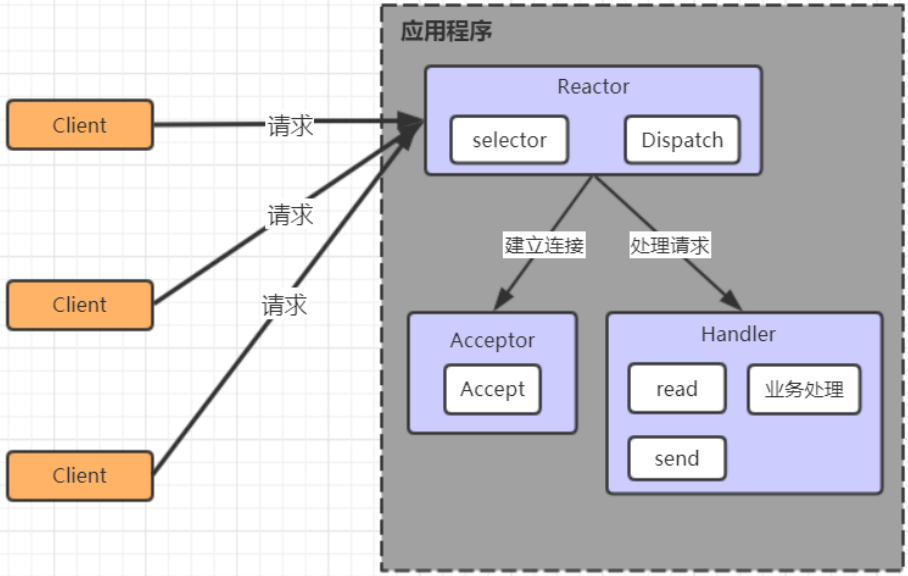 应用程序
Reactor
selector
Dispatch
Client
请求
Client
请求
Client
请求
建立连接
处理请求
Acceptor
Accept
Handler
read
业务处理
send